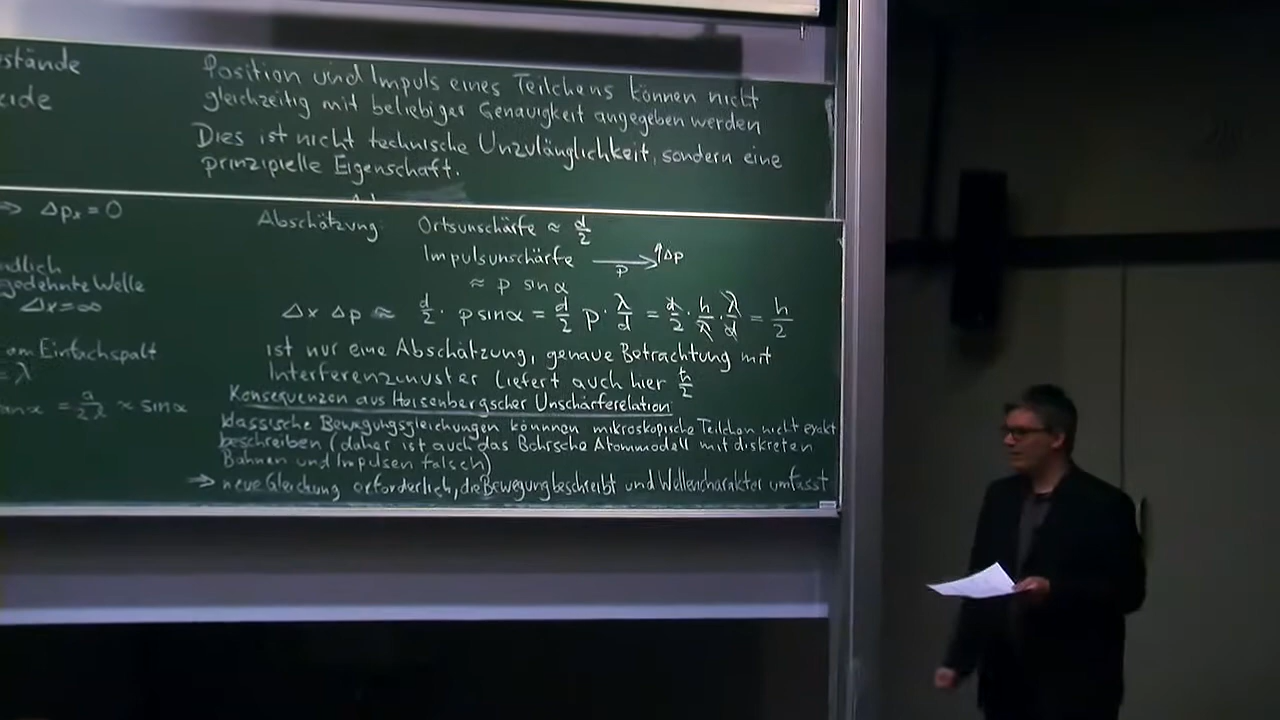 stände
eide
Position und Impuls eines Teilchens können nicht
gleichzeitig mit beliebiger Genauigkeit angegeben werden
Dies ist nicht technische Unzulänglichkeit, sondern eine
prinzipielle Eigenschaft.
⇒ Δpₓ = 0
ndlich
gedehnte Welle
Δx = ∞
am Einfachspalt
= λ
Abschätzung: Ortsunschärfe ≈ d/2
Impulsunschärfe → p ↑Δp
≈ p sin α
Δx Δp ≈ d/2 · p sin α = d/2 p · λ/d = d/2 · h/λ · λ/d = h/2
ist nur eine Abschätzung, genaue Betrachtung mit
Interferenzmuster liefert auch hier ħ/2
Konsequenzen aus Heisenbergscher Unschärferelation
klassische Bewegungsgleichungen könnnen mikroskopische Teilchen nicht exakt
beschreiben (daher ist auch das Bohrsche Atommodell mit diskreten
Bahnen und Impulsen falsch)
⇒ neue Gleichung erforderlich, die Bewegung beschreibt und Wellencharakter umfasst